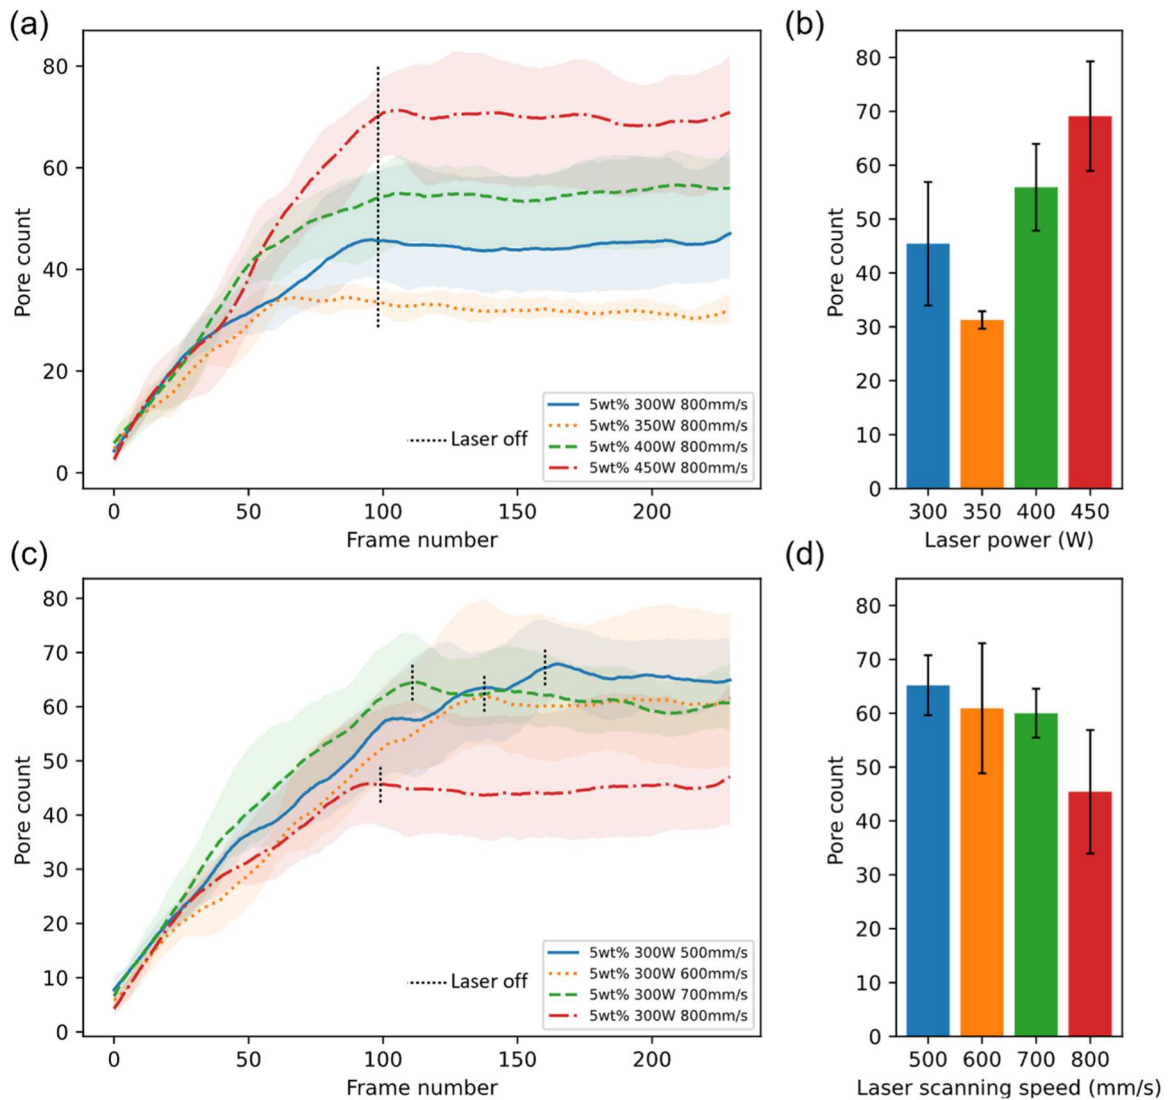 (a)
80
60
40
20
0
Pore count
0 50 100 150 200
Frame number
Laser off
5wt% 300W 800mm/s
5wt% 350W 800mm/s
5wt% 400W 800mm/s
5wt% 450W 800mm/s
(b)
80
70
60
50
40
30
20
10
0
Pore count
300 350 400 450
Laser power (W)
(c)
80
70
60
50
40
30
20
10
0
Pore count
0 50 100 150 200
Frame number
Laser off
5wt% 300W 500mm/s
5wt% 300W 600mm/s
5wt% 300W 700mm/s
5wt% 300W 800mm/s
(d)
80
70
60
50
40
30
20
10
0
Pore count
500 600 700 800
Laser scanning speed (mm/s)